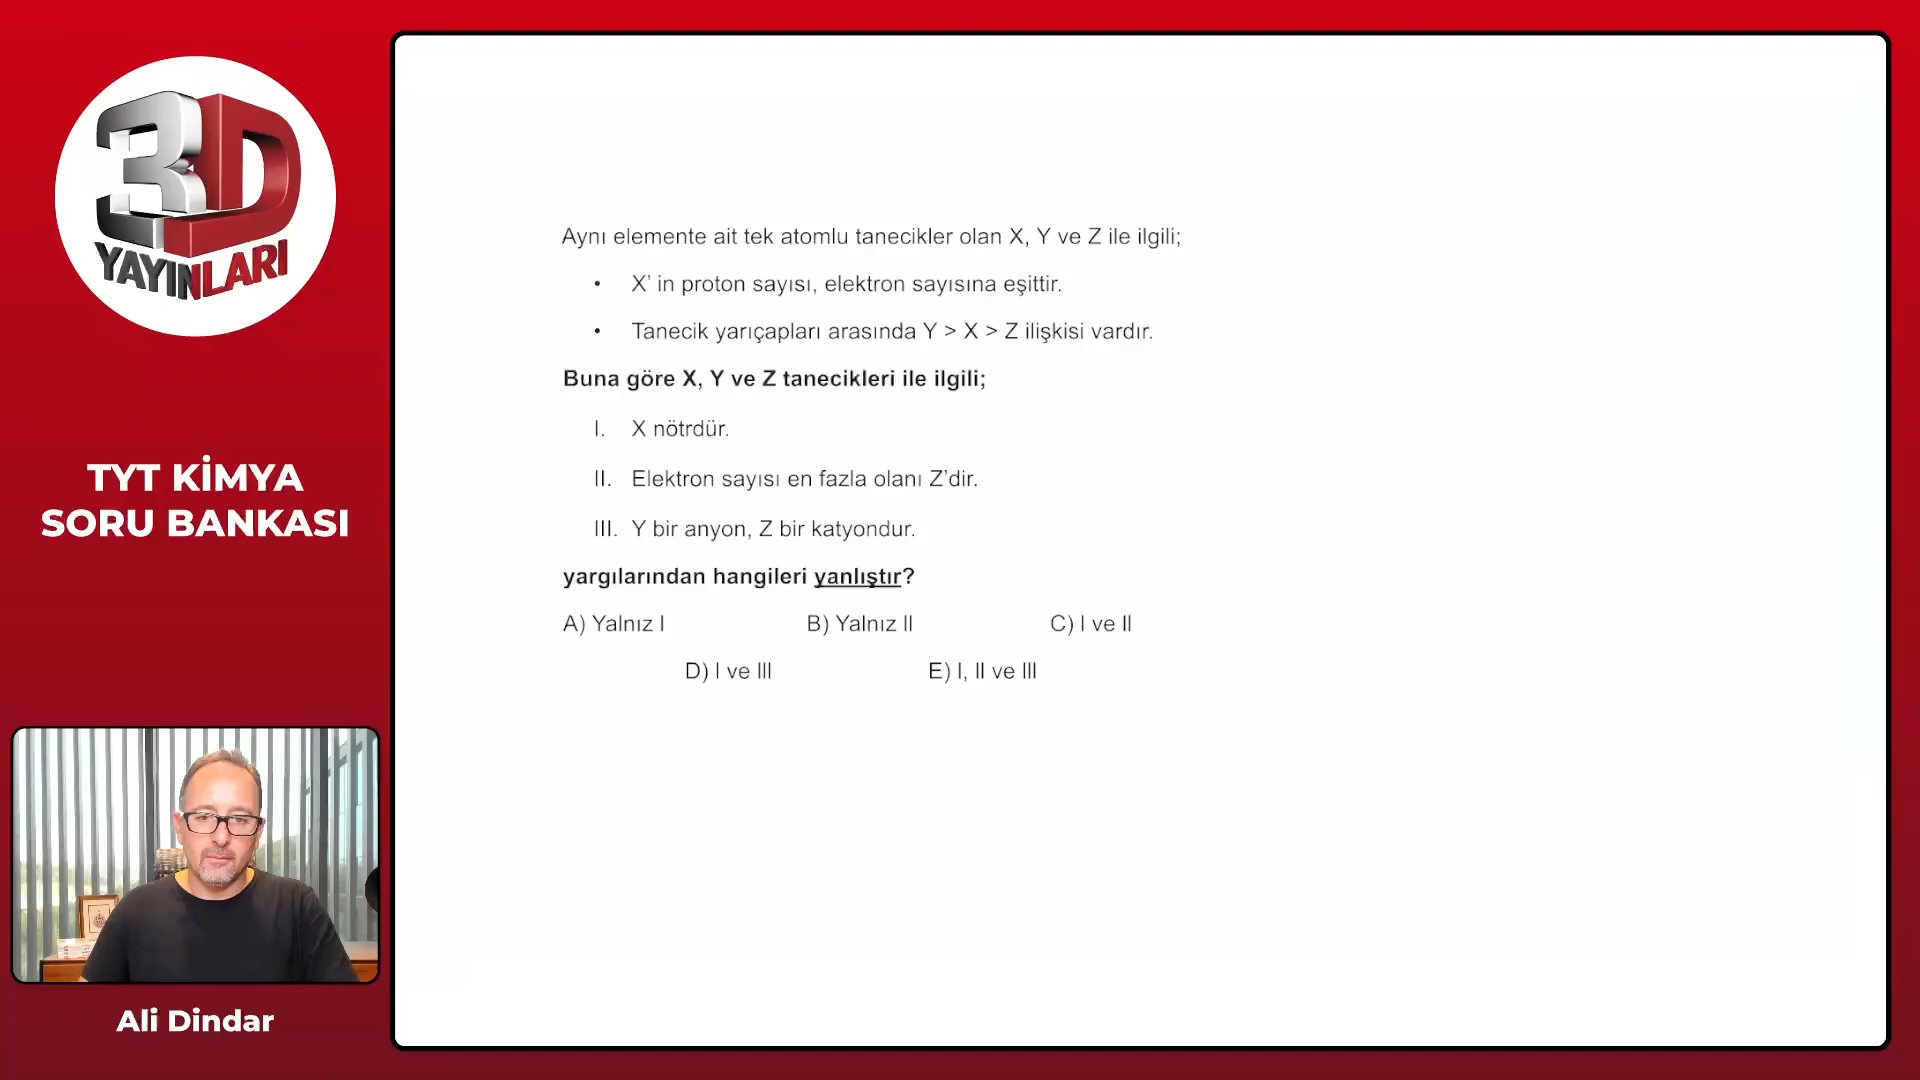 3D
YAYINLARI
TYT KİMYA
SORU BANKASI
Ali Dindar
Aynı elemente ait tek atomlu tanecikler olan X, Y ve Z ile ilgili;
• X’ in proton sayısı, elektron sayısına eşittir.
• Tanecik yarıçapları arasında Y > X > Z ilişkisi vardır.
Buna göre X, Y ve Z tanecikleri ile ilgili;
I. X nötrdür.
II. Elektron sayısı en fazla olanı Z’dir.
III. Y bir anyon, Z bir katyondur.
yargılarından hangileri yanlıştır?
A) Yalnız I B) Yalnız II C) I ve II
D) I ve III E) I, II ve III